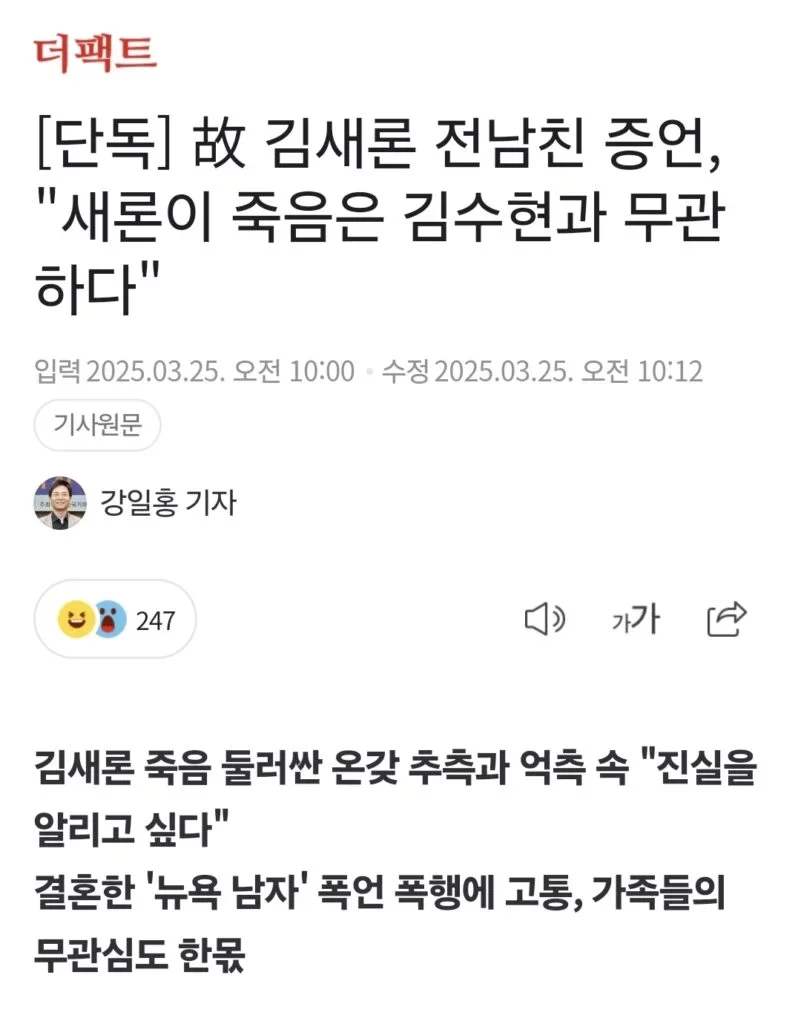 더팩트
[단독] 故 김새론 전남친 증언,
"새론이 죽음은 김수현과 무관
하다"
입력 2025.03.25. 오전 10:00 • 수정 2025.03.25. 오전 10:12
기사원문
강일홍 기자
247
가가
김새론 죽음 둘러싼 온갖 추측과 억측 속 "진실을
알리고 싶다"
결혼한 '뉴욕 남자' 폭언 폭행에 고통, 가족들의
무관심도 한몫